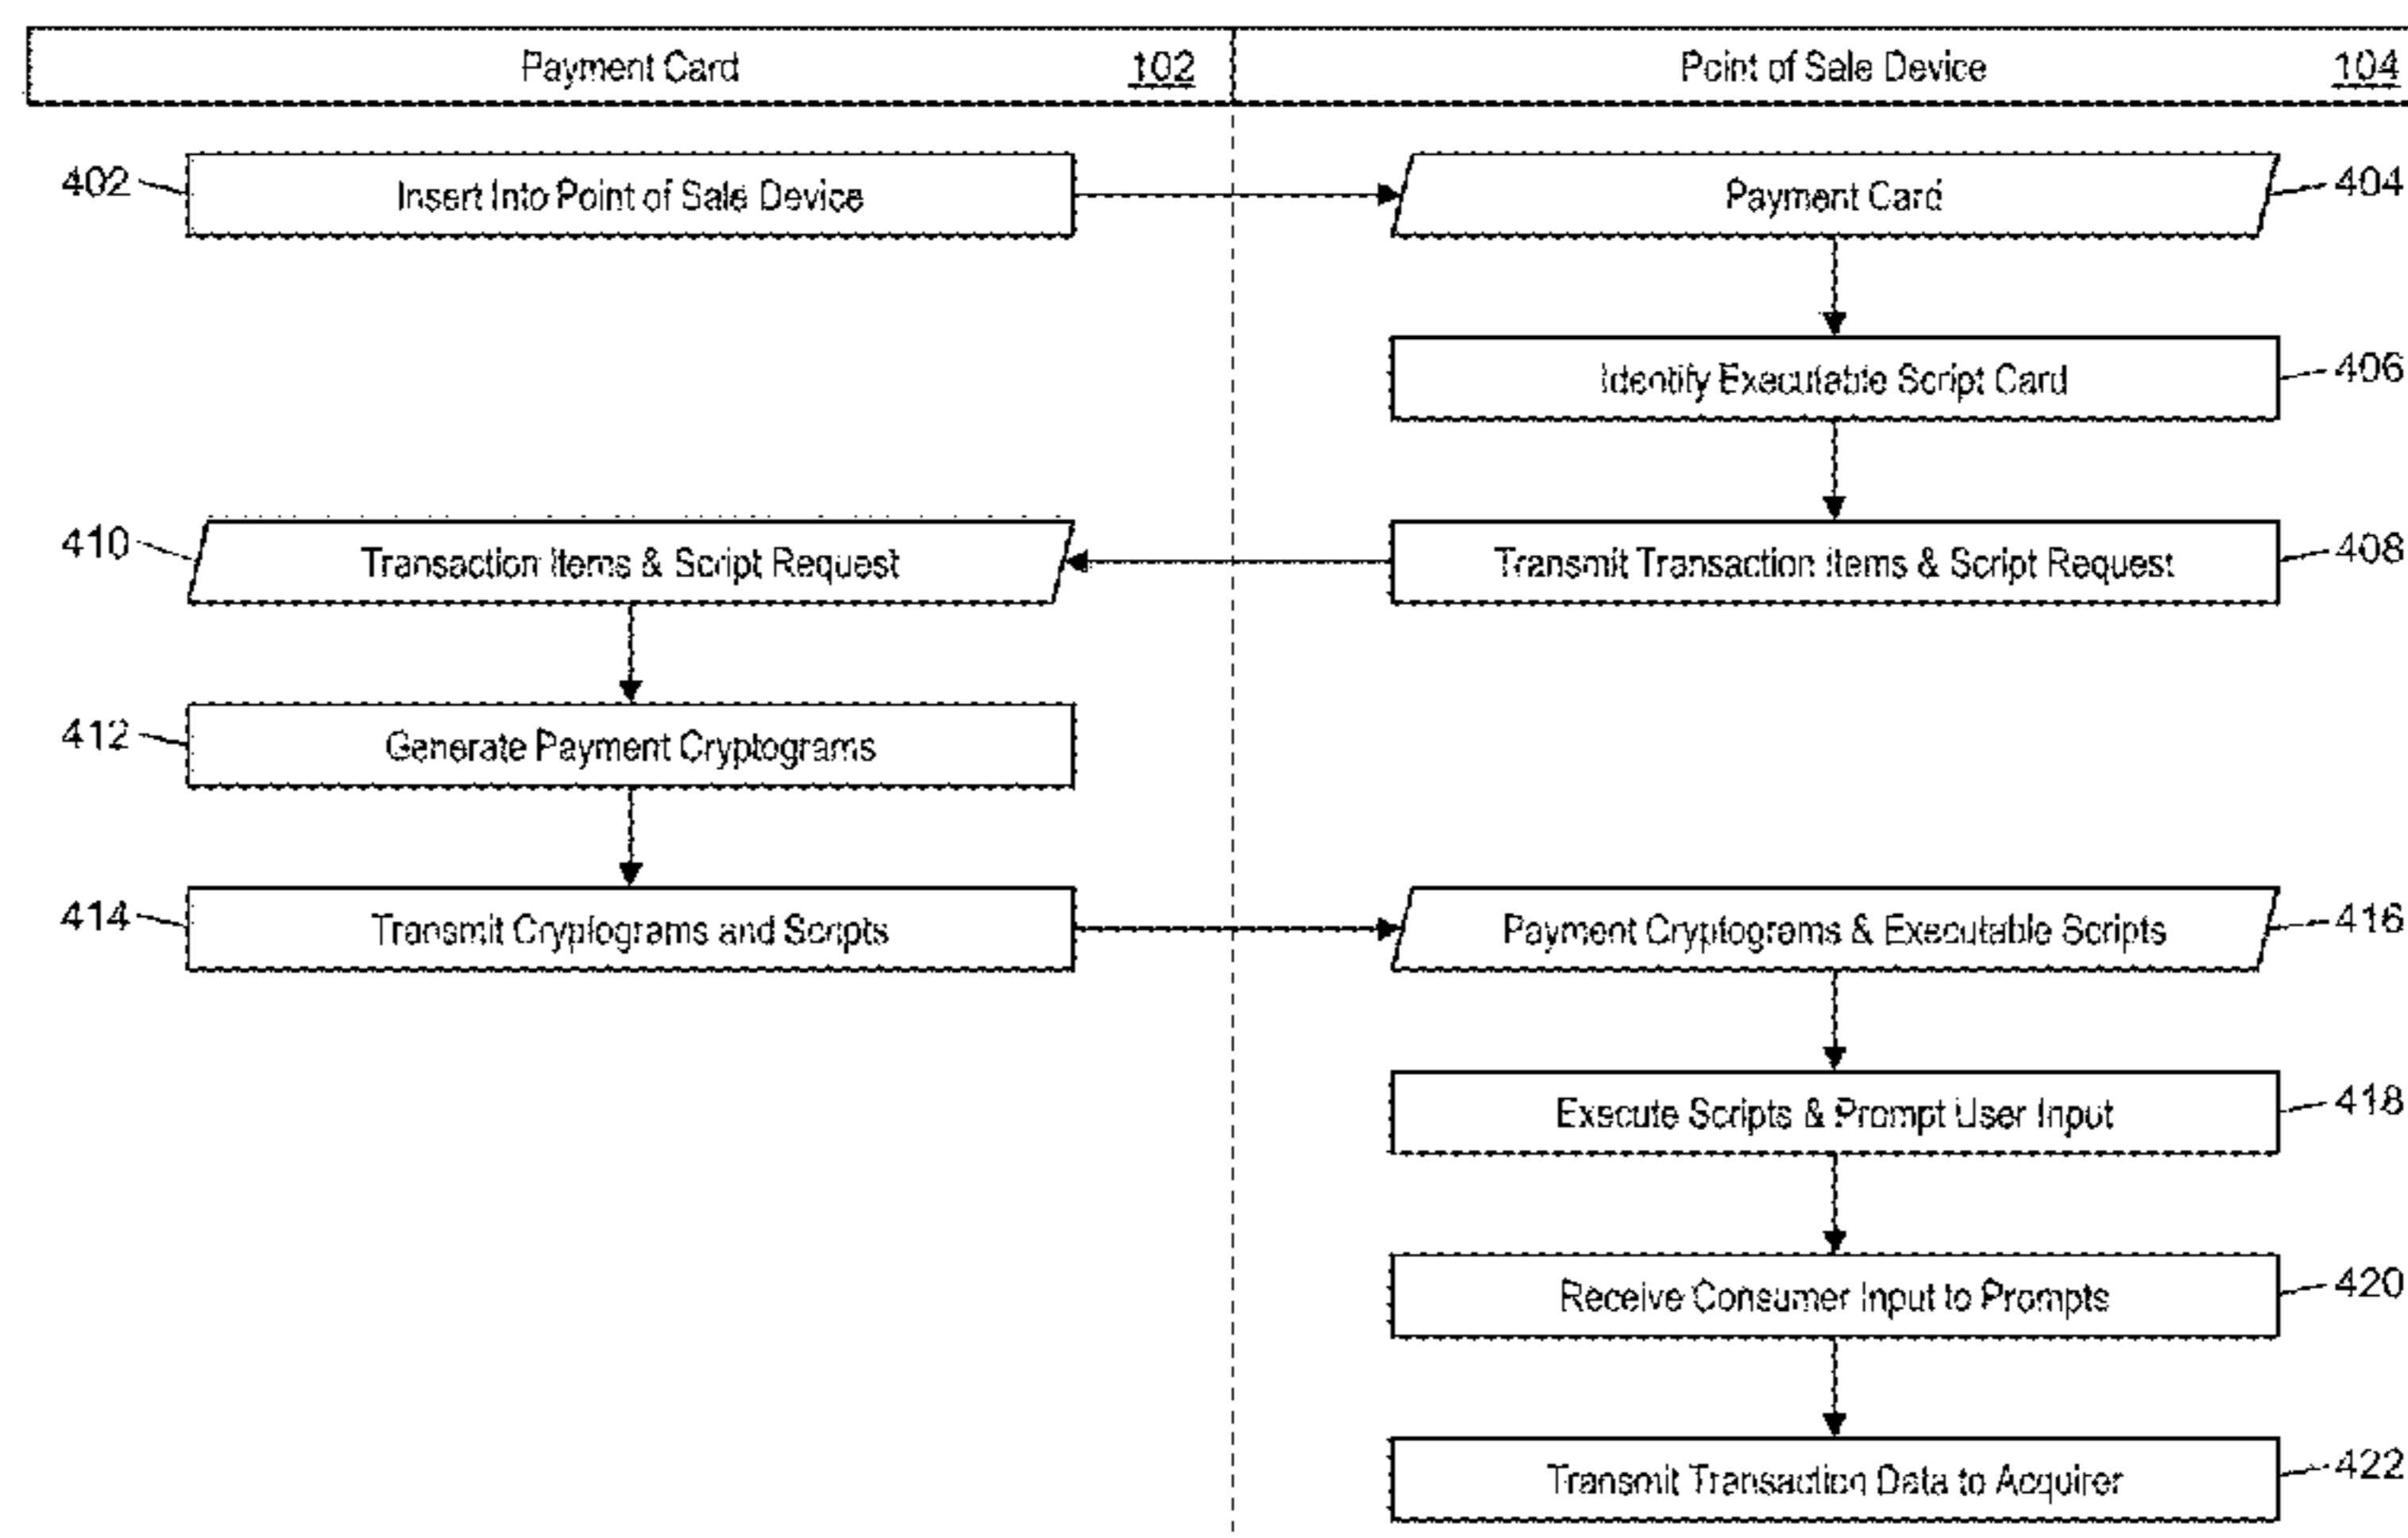 Payment Card 102 Point of Sale Device 104
402 Insert Into Point of Sale Device Payment Card 404
Identify Executable Script Card 406
410 Transaction Items & Script Request Transmit Transaction Items & Script Request 408
412 Generate Payment Cryptograms
414 Transmit Cryptograms and Scripts Payment Cryptograms & Executable Scripts 416
Execute Scripts & Prompt User Input 418
Receive Consumer Input to Prompts 420
Transmit Transaction Data to Acquirer 422